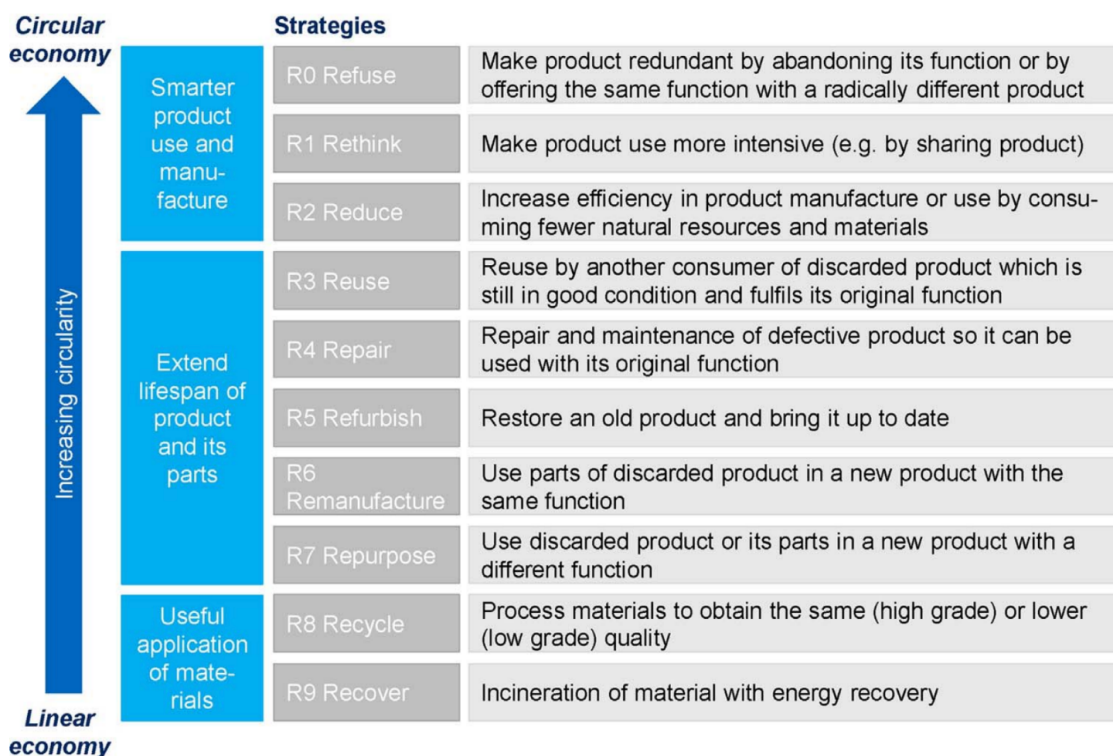 Circular
economy
Strategies
Smarter
product
use and
manu-
facture
R0 Refuse
Make product redundant by abandoning its function or by
offering the same function with a radically different product
R1 Rethink
Make product use more intensive (e.g. by sharing product)
R2 Reduce
Increase efficiency in product manufacture or use by consu-
ming fewer natural resources and materials
Extend
lifespan of
product
and its
parts
R3 Reuse
Reuse by another consumer of discarded product which is
still in good condition and fulfils its original function
R4 Repair
Repair and maintenance of defective product so it can be
used with its original function
R5 Refurbish
Restore an old product and bring it up to date
R6
Remanufacture
Use parts of discarded product in a new product with the
same function
R7 Repurpose
Use discarded product or its parts in a new product with a
different function
Useful
application
of mate-
rials
R8 Recycle
Process materials to obtain the same (high grade) or lower
(low grade) quality
R9 Recover
Incineration of material with energy recovery
Increasing circularity
Linear
economy